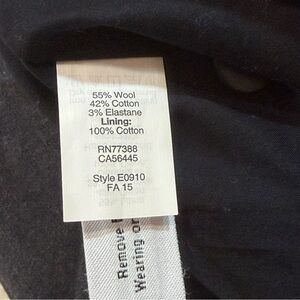 55% Wool
42% Cotton
3% Elastane
Lining:
100% Cotton
RN77388
CA56445
Style E0910
FA 15
Remove
Wearing or